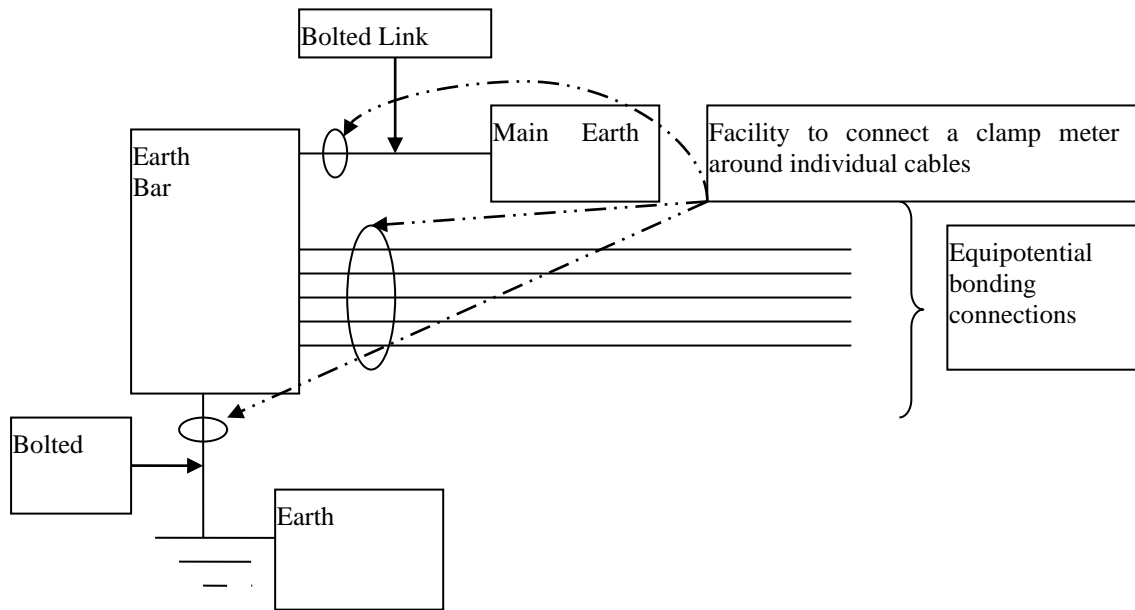 Bolted Link
Main Earth
Facility to connect a clamp meter
around individual cables
Earth
Bar
Equipotential
bonding
connections
Bolted
Earth